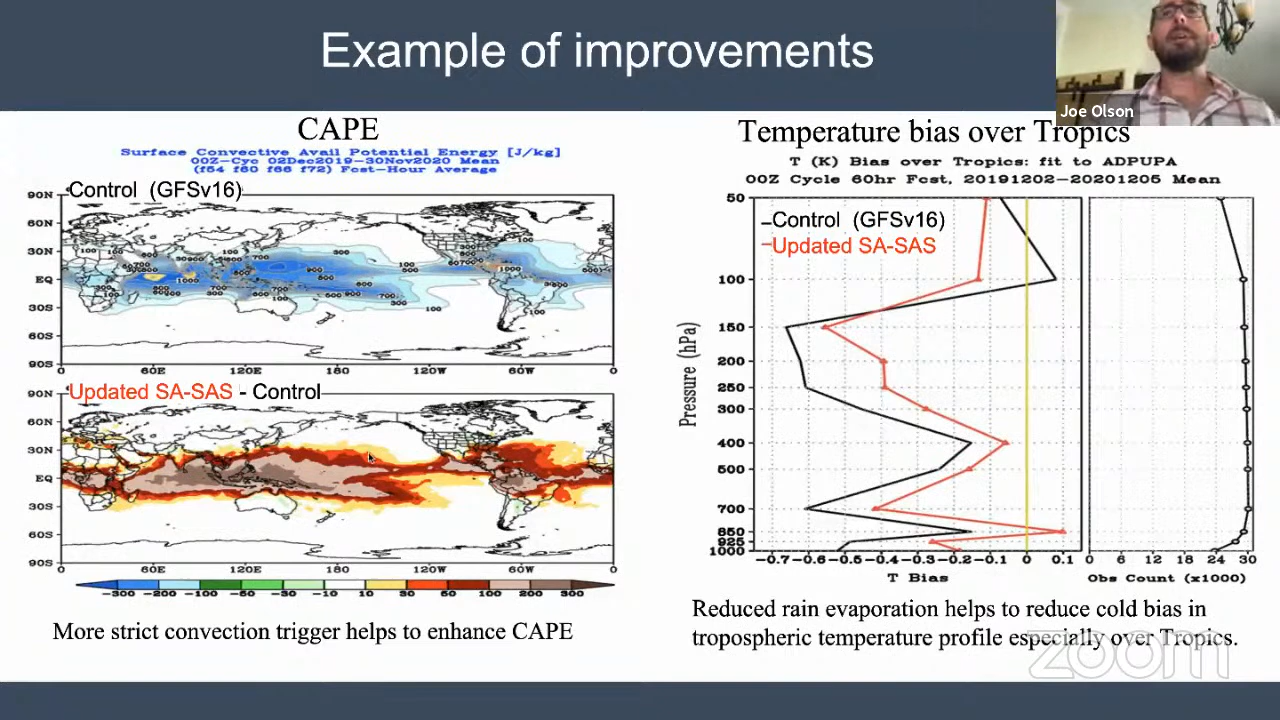 Example of improvements
Joe Olson
CAPE
Surface Convective Avail Potential Energy [J/kg]
00Z-Cyc 02Dec2019-30Nov2020 Mean
(f54 f60 f66 f72) Fcst-Hour Average
Control (GFSv16)
90N
60N
30N
EQ
30S
60S
90S
0 60E 120E 180 120W 60W 0
Updated SA-SAS - Control
90N
60N
30N
EQ
30S
60S
90S
0 60E 120E 180 120W 60W 0
-300 -200 -100 -50 -30 -10 10 30 50 100 200 300
More strict convection trigger helps to enhance CAPE
Temperature bias over Tropics
T (K) Bias over Tropics: fit to ADPUPA
00Z Cycle 60hr Fcst, 20191202-20201205 Mean
Control (GFSv16)
Updated SA-SAS
Pressure (hPa)
50
100
150
200
250
300
400
500
700
850
925
1000
-0.7 -0.6 -0.5 -0.4 -0.3 -0.2 -0.1 0 0.1
T Bias
0 6 12 18 24 30
Obs Count (x1000)
Reduced rain evaporation helps to reduce cold bias in
tropospheric temperature profile especially over Tropics.
zoom